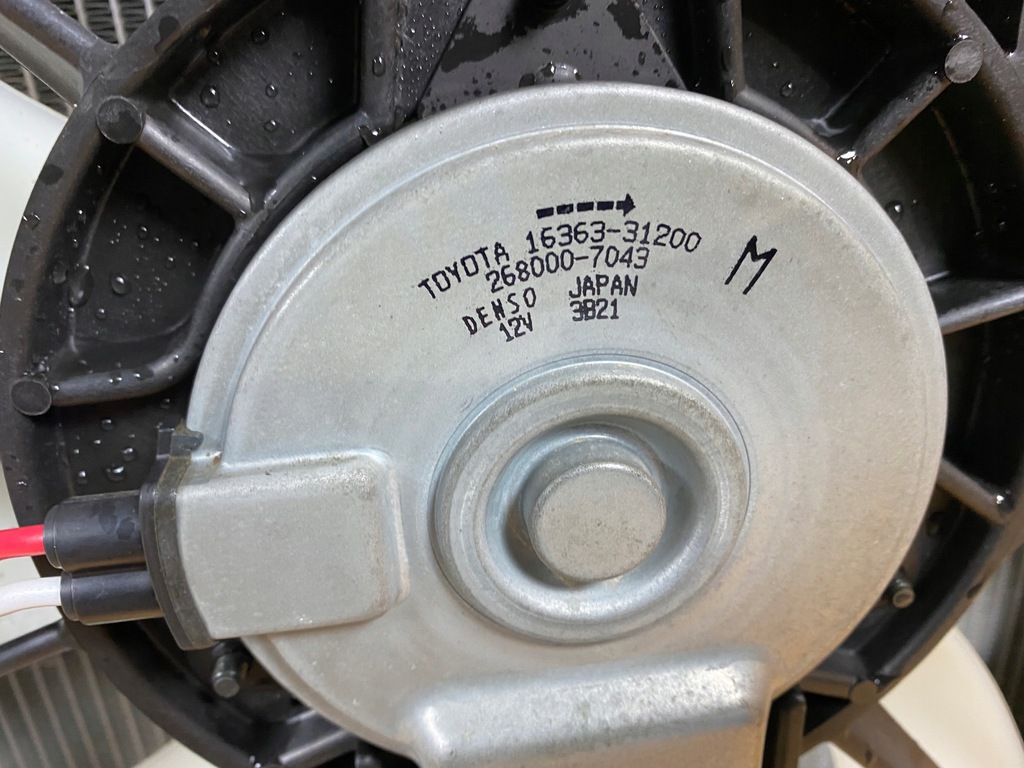 TOYOTA 16363-31200
268000-7043
DENSO JAPAN
12V 3B21
M